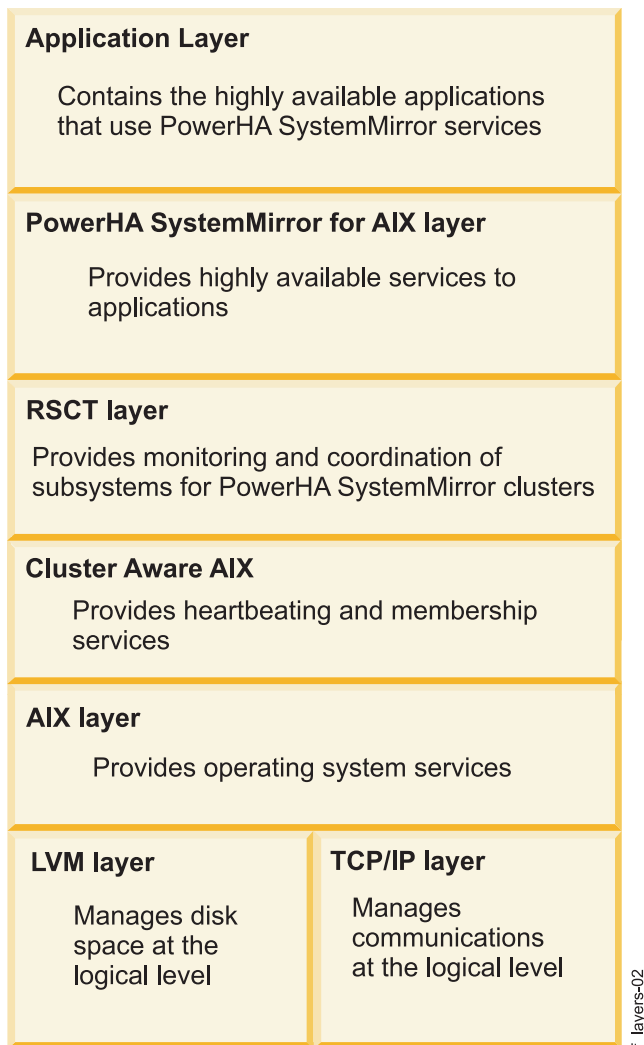 Application Layer
Contains the highly available applications
that use PowerHA SystemMirror services
PowerHA SystemMirror for AIX layer
Provides highly available services to
applications
RSCT layer
Provides monitoring and coordination of
subsystems for PowerHA SystemMirror clusters
Cluster Aware AIX
Provides heartbeating and membership
services
AIX layer
Provides operating system services
LVM layer
Manages disk
space at the
logical level
TCP/IP layer
Manages
communications
at the logical level
layers-02